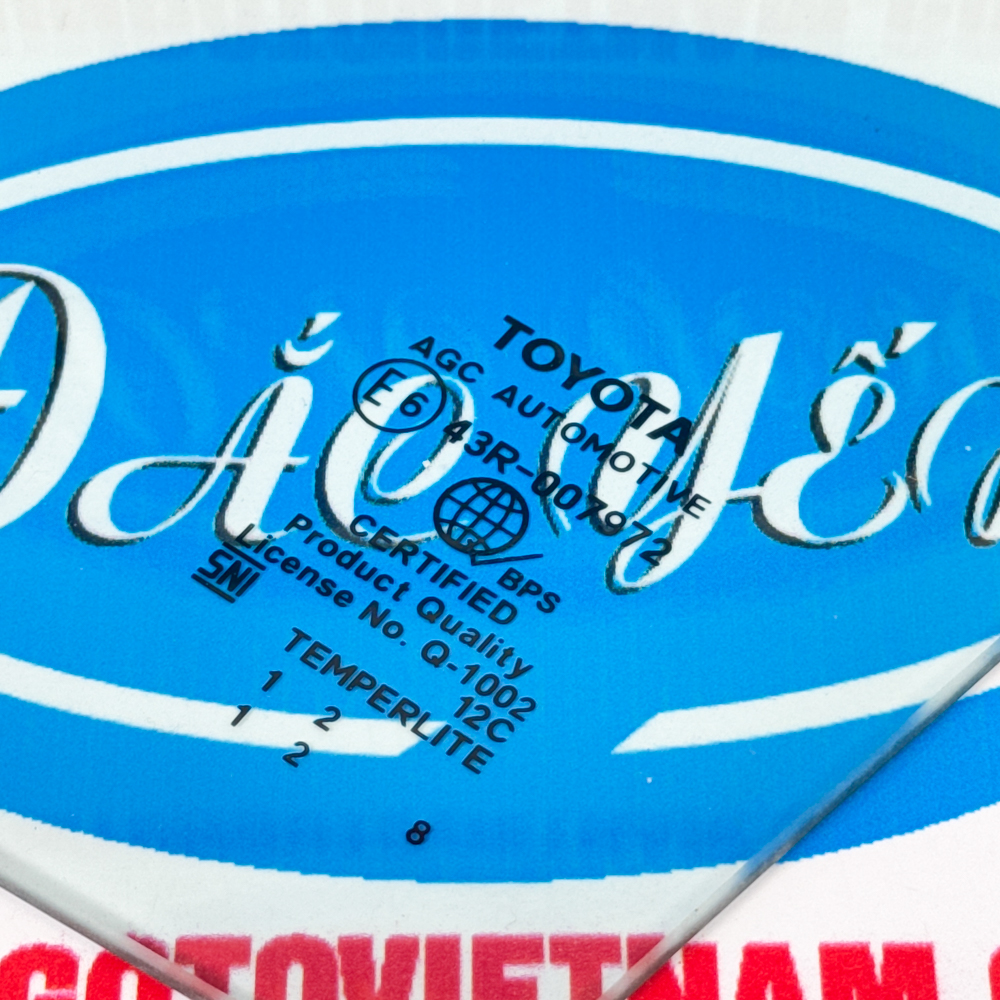 ĐẮC YẾN
TOYOTA
AGC AUTOMOTIVE
E6 43R-007972
BPS
CERTIFIED
Product Quality
License No. Q-1002
SNI 12C
TEMPERLITE
1 2
1 2
8
OTOVIETNAM